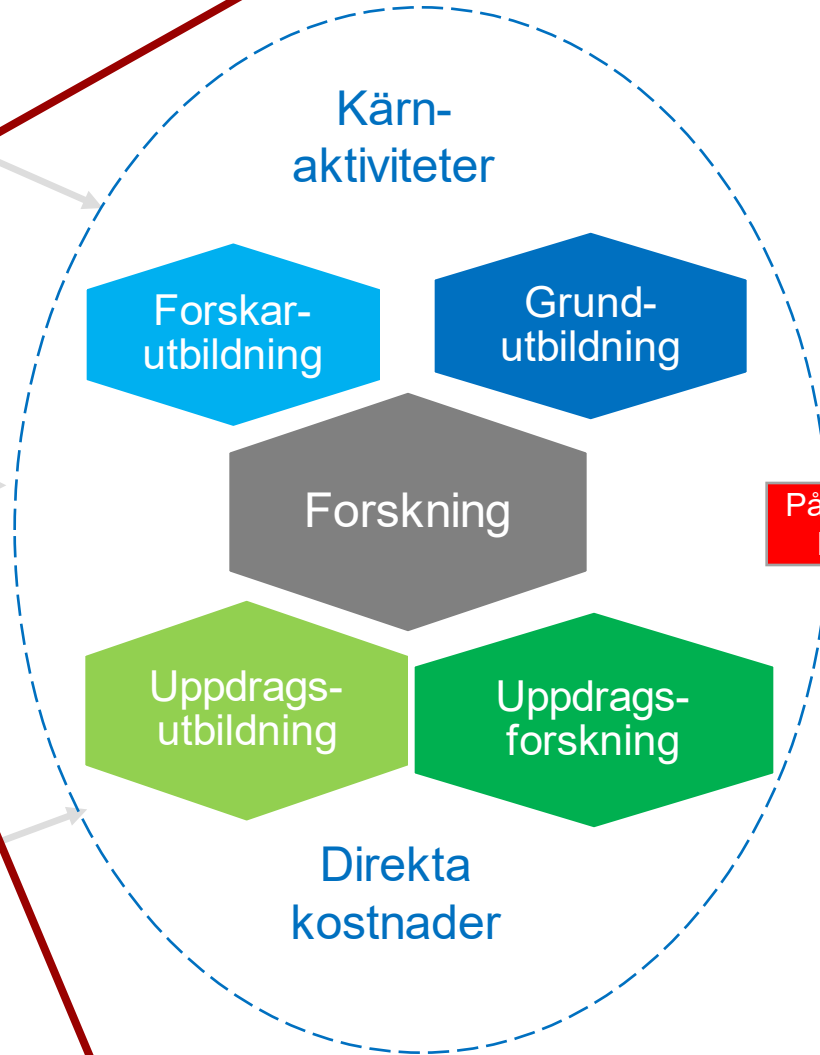 Kärn-
aktiviteter
Forskar-
utbildning
Grund-
utbildning
Forskning
Uppdrags-
utbildning
Uppdrags-
forskning
Direkta
kostnader